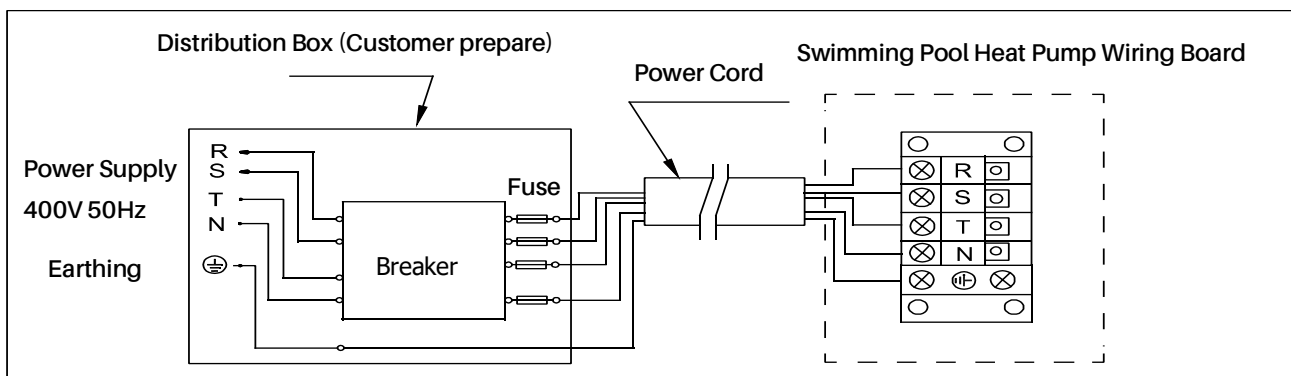 Distribution Box (Customer prepare)
Power Cord
Swimming Pool Heat Pump Wiring Board
Power Supply
400V 50Hz
Earthing
R
S
T
N
Fuse
Breaker
R
S
T
N